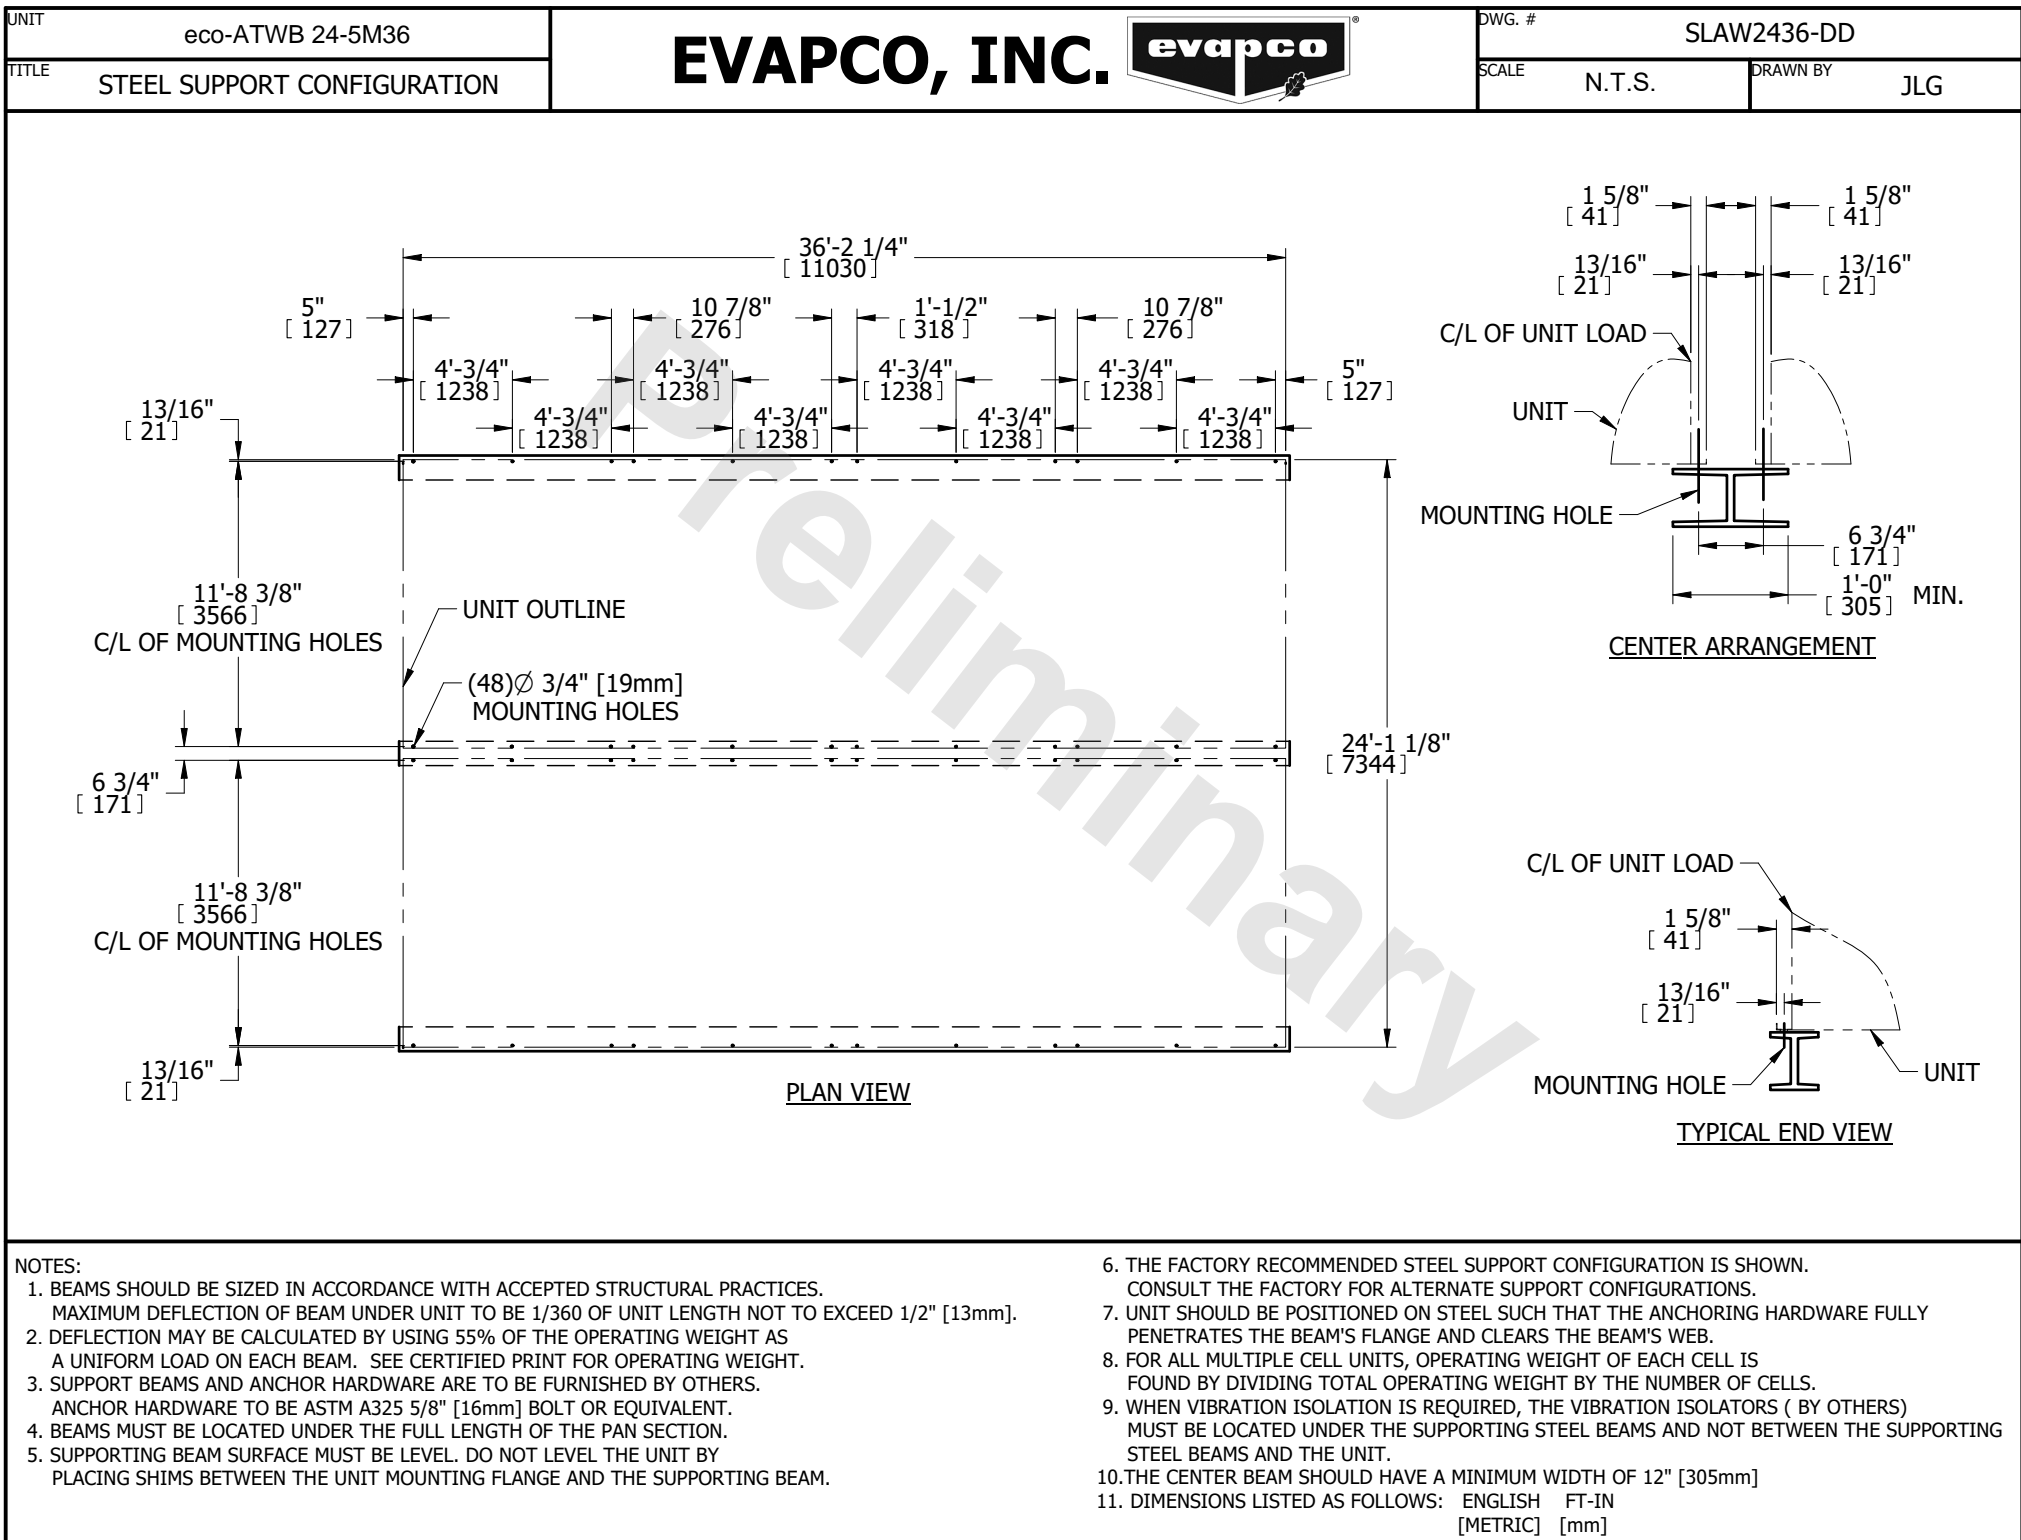 UNIT
eco-ATWB 24-5M36
TITLE
STEEL SUPPORT CONFIGURATION
EVAPCO, INC.
evapco
®
DWG. #
SLAW2436-DD
SCALE
N.T.S.
DRAWN BY
JLG
36'-2 1/4"
[ 11030]
5"
[ 127]
10 7/8"
[ 276]
1'-1/2"
[ 318]
10 7/8"
[ 276]
4'-3/4"
[ 1238]
4'-3/4"
[ 1238]
4'-3/4"
[ 1238]
4'-3/4"
[ 1238]
5"
[ 127]
4'-3/4"
[ 1238]
4'-3/4"
[ 1238]
4'-3/4"
[ 1238]
4'-3/4"
[ 1238]
13/16"
[ 21]
11'-8 3/8"
[ 3566]
C/L OF MOUNTING HOLES
UNIT OUTLINE
(48)Ø 3/4" [19mm]
MOUNTING HOLES
6 3/4"
[ 171]
24'-1 1/8"
[ 7344]
11'-8 3/8"
[ 3566]
C/L OF MOUNTING HOLES
13/16"
[ 21]
PLAN VIEW
Preliminary
1 5/8"
[ 41]
1 5/8"
[ 41]
13/16"
[ 21]
13/16"
[ 21]
C/L OF UNIT LOAD
UNIT
MOUNTING HOLE
6 3/4"
[ 171]
1'-0"
[ 305] MIN.
CENTER ARRANGEMENT
C/L OF UNIT LOAD
1 5/8"
[ 41]
13/16"
[ 21]
MOUNTING HOLE
UNIT
TYPICAL END VIEW
NOTES:
1. BEAMS SHOULD BE SIZED IN ACCORDANCE WITH ACCEPTED STRUCTURAL PRACTICES.
MAXIMUM DEFLECTION OF BEAM UNDER UNIT TO BE 1/360 OF UNIT LENGTH NOT TO EXCEED 1/2" [13mm].
2. DEFLECTION MAY BE CALCULATED BY USING 55% OF THE OPERATING WEIGHT AS
A UNIFORM LOAD ON EACH BEAM. SEE CERTIFIED PRINT FOR OPERATING WEIGHT.
3. SUPPORT BEAMS AND ANCHOR HARDWARE ARE TO BE FURNISHED BY OTHERS.
ANCHOR HARDWARE TO BE ASTM A325 5/8" [16mm] BOLT OR EQUIVALENT.
4. BEAMS MUST BE LOCATED UNDER THE FULL LENGTH OF THE PAN SECTION.
5. SUPPORTING BEAM SURFACE MUST BE LEVEL. DO NOT LEVEL THE UNIT BY
PLACING SHIMS BETWEEN THE UNIT MOUNTING FLANGE AND THE SUPPORTING BEAM.
6. THE FACTORY RECOMMENDED STEEL SUPPORT CONFIGURATION IS SHOWN.
CONSULT THE FACTORY FOR ALTERNATE SUPPORT CONFIGURATIONS.
7. UNIT SHOULD BE POSITIONED ON STEEL SUCH THAT THE ANCHORING HARDWARE FULLY
PENETRATES THE BEAM'S FLANGE AND CLEARS THE BEAM'S WEB.
8. FOR ALL MULTIPLE CELL UNITS, OPERATING WEIGHT OF EACH CELL IS
FOUND BY DIVIDING TOTAL OPERATING WEIGHT BY THE NUMBER OF CELLS.
9. WHEN VIBRATION ISOLATION IS REQUIRED, THE VIBRATION ISOLATORS ( BY OTHERS)
MUST BE LOCATED UNDER THE SUPPORTING STEEL BEAMS AND NOT BETWEEN THE SUPPORTING
STEEL BEAMS AND THE UNIT.
10.THE CENTER BEAM SHOULD HAVE A MINIMUM WIDTH OF 12" [305mm]
11. DIMENSIONS LISTED AS FOLLOWS: ENGLISH FT-IN
[METRIC] [mm]